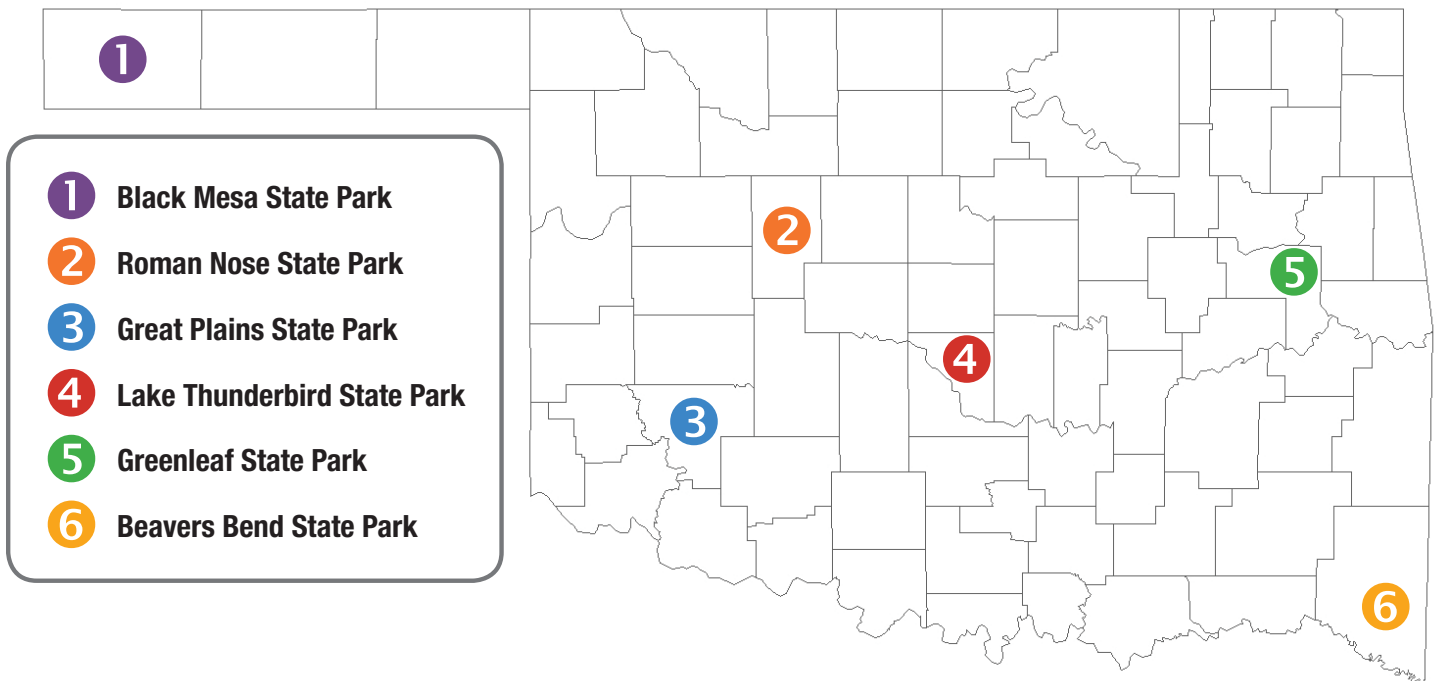 1
2
5
4
3
6
1 Black Mesa State Park
2 Roman Nose State Park
3 Great Plains State Park
4 Lake Thunderbird State Park
5 Greenleaf State Park
6 Beavers Bend State Park